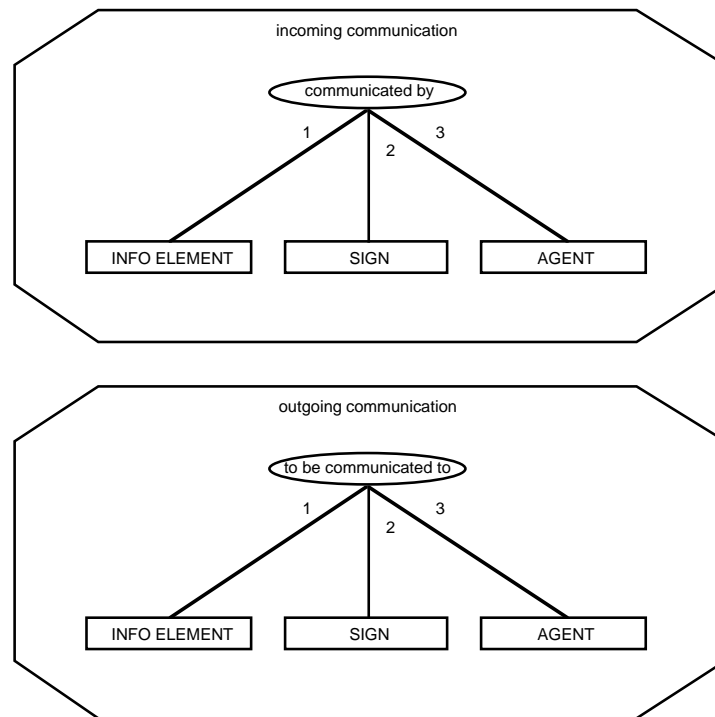 incoming communication
communicated by
1
2
3
INFO ELEMENT
SIGN
AGENT
outgoing communication
to be communicated to
1
2
3
INFO ELEMENT
SIGN
AGENT